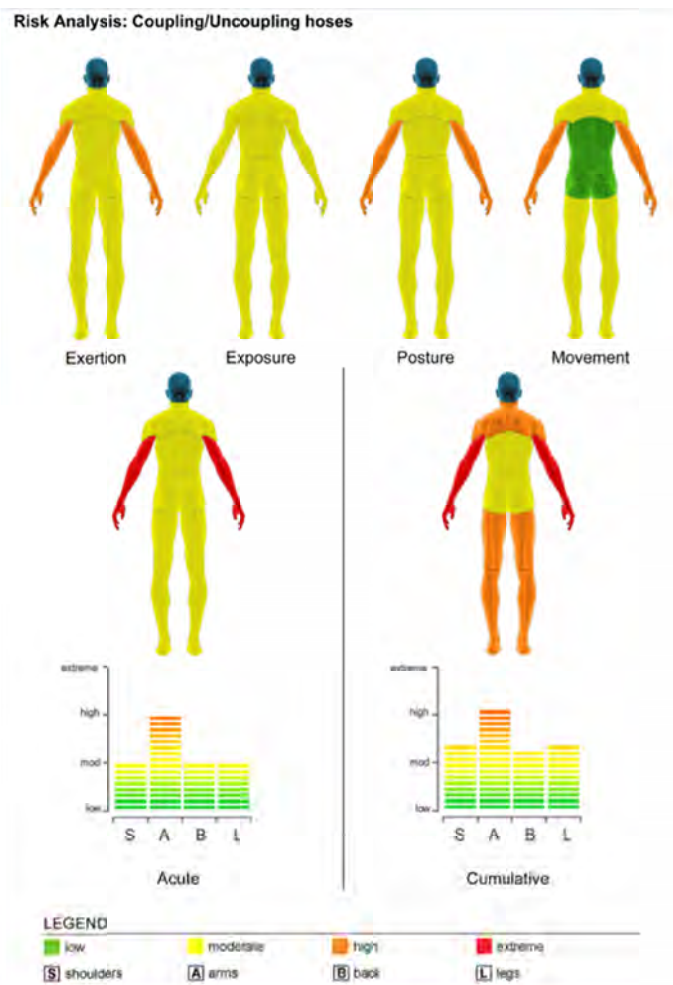 Risk Analysis: Coupling/Uncoupling hoses
Exertion Exposure Posture Movement
extreme extreme
high high
mod mod
low low
S A B L S A B L
Acute Cumulative
LEGEND
low moderate high extreme
S shoulders A arms B back L legs